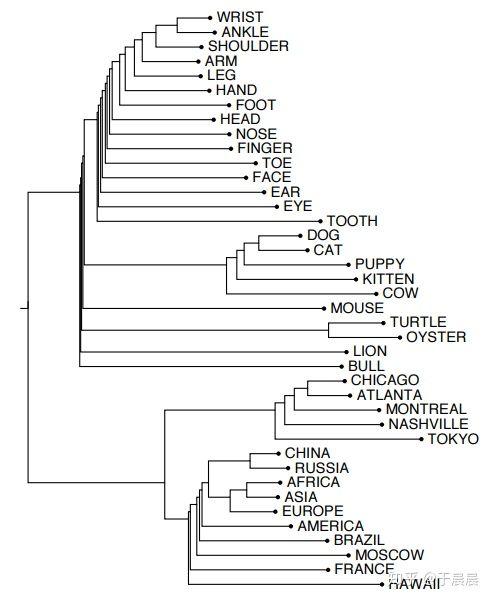 WRIST
ANKLE
SHOULDER
ARM
LEG
HAND
FOOT
HEAD
NOSE
FINGER
TOE
FACE
EAR
EYE
TOOTH
DOG
CAT
PUPPY
KITTEN
COW
MOUSE
TURTLE
OYSTER
LION
BULL
CHICAGO
ATLANTA
MONTREAL
NASHVILLE
TOKYO
CHINA
RUSSIA
AFRICA
ASIA
EUROPE
AMERICA
BRAZIL
MOSCOW
FRANCE
HAWAII
知乎 @于晨晨